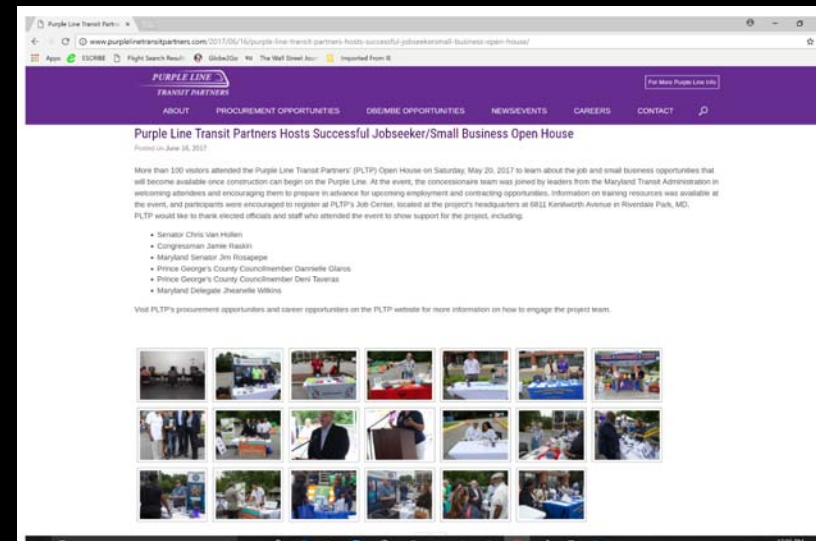 Purple Line Transit Partn
www.purplelinetransitpartners.com/2017/06/16/purple-line-transit-partners-hosts-successful-jobseekersmall-business-open-house/
Apps ESCRIBE Flight Search Result Globe2Go The Wall Street Jour Imported From IE
PURPLE LINE
TRANSIT PARTNERS
For More Purple Line Info
ABOUT PROCUREMENT OPPORTUNITIES DBE/MBE OPPORTUNITIES NEWS/EVENTS CAREERS CONTACT
Purple Line Transit Partners Hosts Successful Jobseeker/Small Business Open House
Posted on June 16, 2017
More than 100 visitors attended the Purple Line Transit Partners' (PLTP) Open House on Saturday, May 20, 2017 to learn about the job and small business opportunities that
will become available once construction can begin on the Purple Line. At the event, the concessionaire team was joined by leaders from the Maryland Transit Administration in
welcoming attendees and encouraging them to prepare in advance for upcoming employment and contracting opportunities. Information on training resources was available at
the event, and participants were encouraged to register at PLTP's Job Center, located at the project's headquarters at 6811 Kenilworth Avenue in Riverdale Park, MD.
PLTP would like to thank elected officials and staff who attended the event to show support for the project, including:
• Senator Chris Van Hollen
• Congressman Jamie Raskin
• Maryland Senator Jim Rosapepe
• Prince George's County Councilmember Dannielle Glaros
• Prince George's County Councilmember Deni Taveras
• Maryland Delegate Jheanelle Wilkins
Visit PLTP's procurement opportunities and career opportunities on the PLTP website for more information on how to engage the project team.